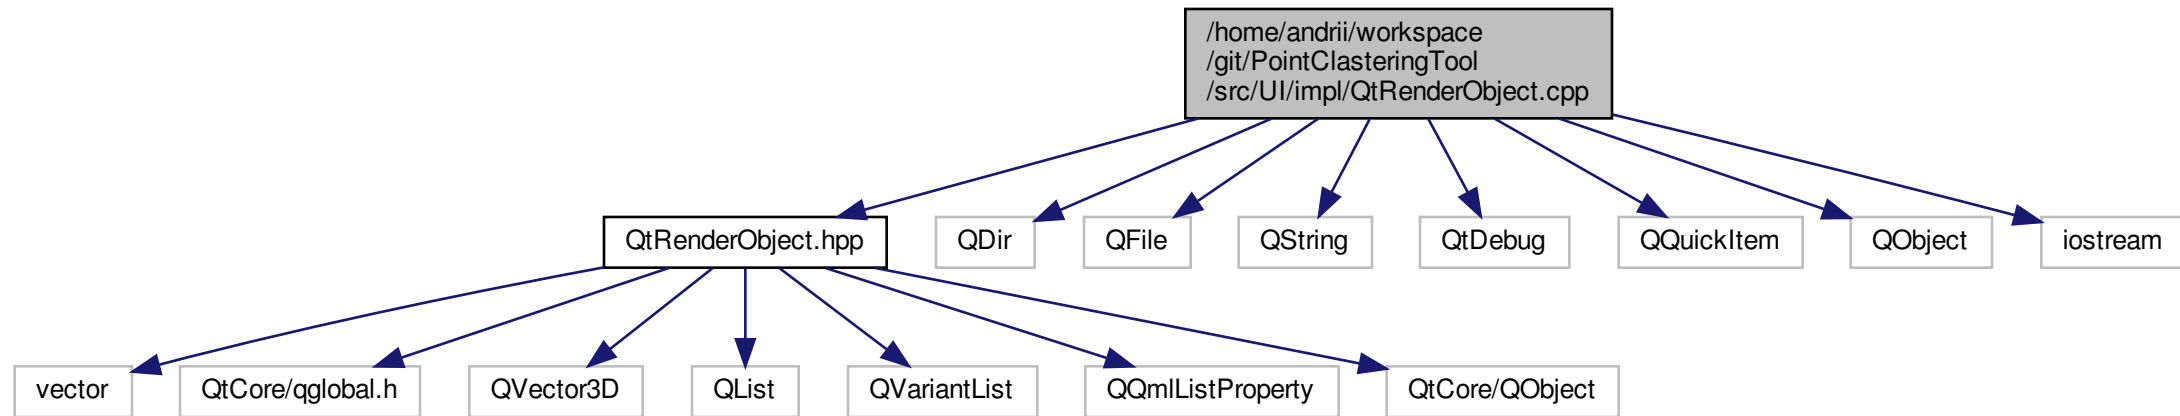 /home/andrii/workspace
/git/PointClasteringTool
/src/UI/impl/QtRenderObject.cpp
QtRenderObject.hpp
QDir
QFile
QString
QtDebug
QQuickItem
QObject
iostream
vector
QtCore/qglobal.h
QVector3D
QList
QVariantList
QQmlListProperty
QtCore/QObject